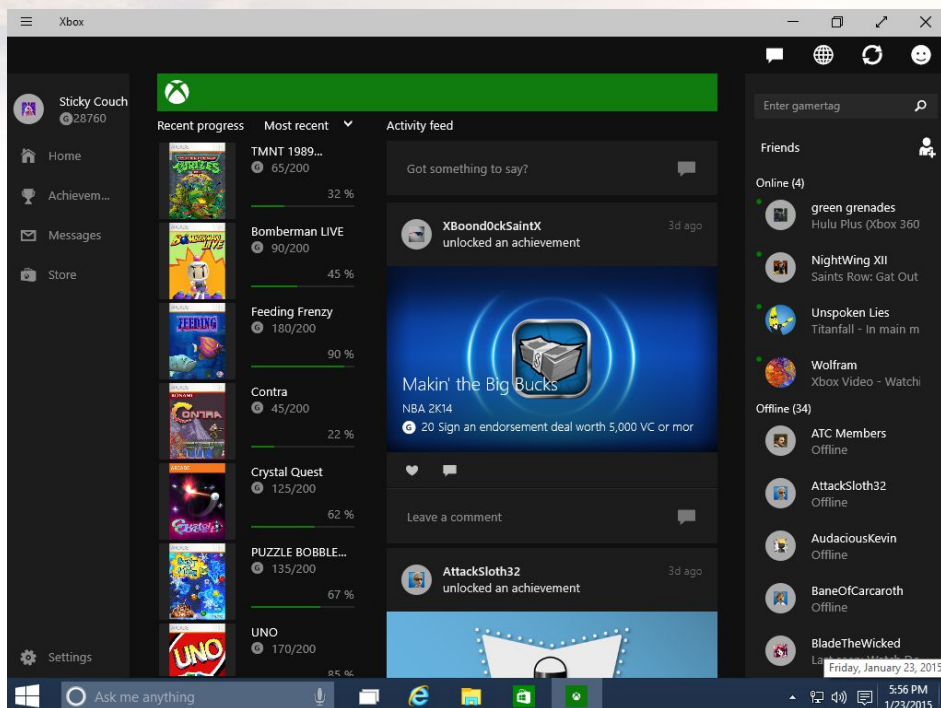 Xbox
Sticky Couch
G 28760
Home
Achievem...
Messages
Store
Settings
Recent progress
Most recent
TMNT 1989...
G 65/200
32 %
Bomberman LIVE
G 90/200
45 %
Feeding Frenzy
G 180/200
90 %
Contra
G 45/200
22 %
Crystal Quest
G 125/200
62 %
PUZZLE BOBBLE...
G 135/200
67 %
UNO
G 170/200
85 %
TURTLES
FEEDING
KONAMI
CONTRA
UNO
Activity feed
Got something to say?
XBoond0ckSaintX
3d ago
unlocked an achievement
Makin' the Big Bucks
NBA 2K14
G 20 Sign an endorsement deal worth 5,000 VC or mor
Leave a comment
AttackSloth32
3d ago
unlocked an achievement
Enter gamertag
Friends
Online (4)
green grenades
Hulu Plus (Xbox 360
NightWing XII
Saints Row: Gat Out
Unspoken Lies
Titanfall - In main m
Wolfram
Xbox Video - Watchi
Offline (34)
ATC Members
Offline
AttackSloth32
Offline
AudaciousKevin
Offline
BaneOfCarcaroth
Offline
BladeTheWicked
Friday, January 23, 2015
Ask me anything
5:56 PM
1/23/2015